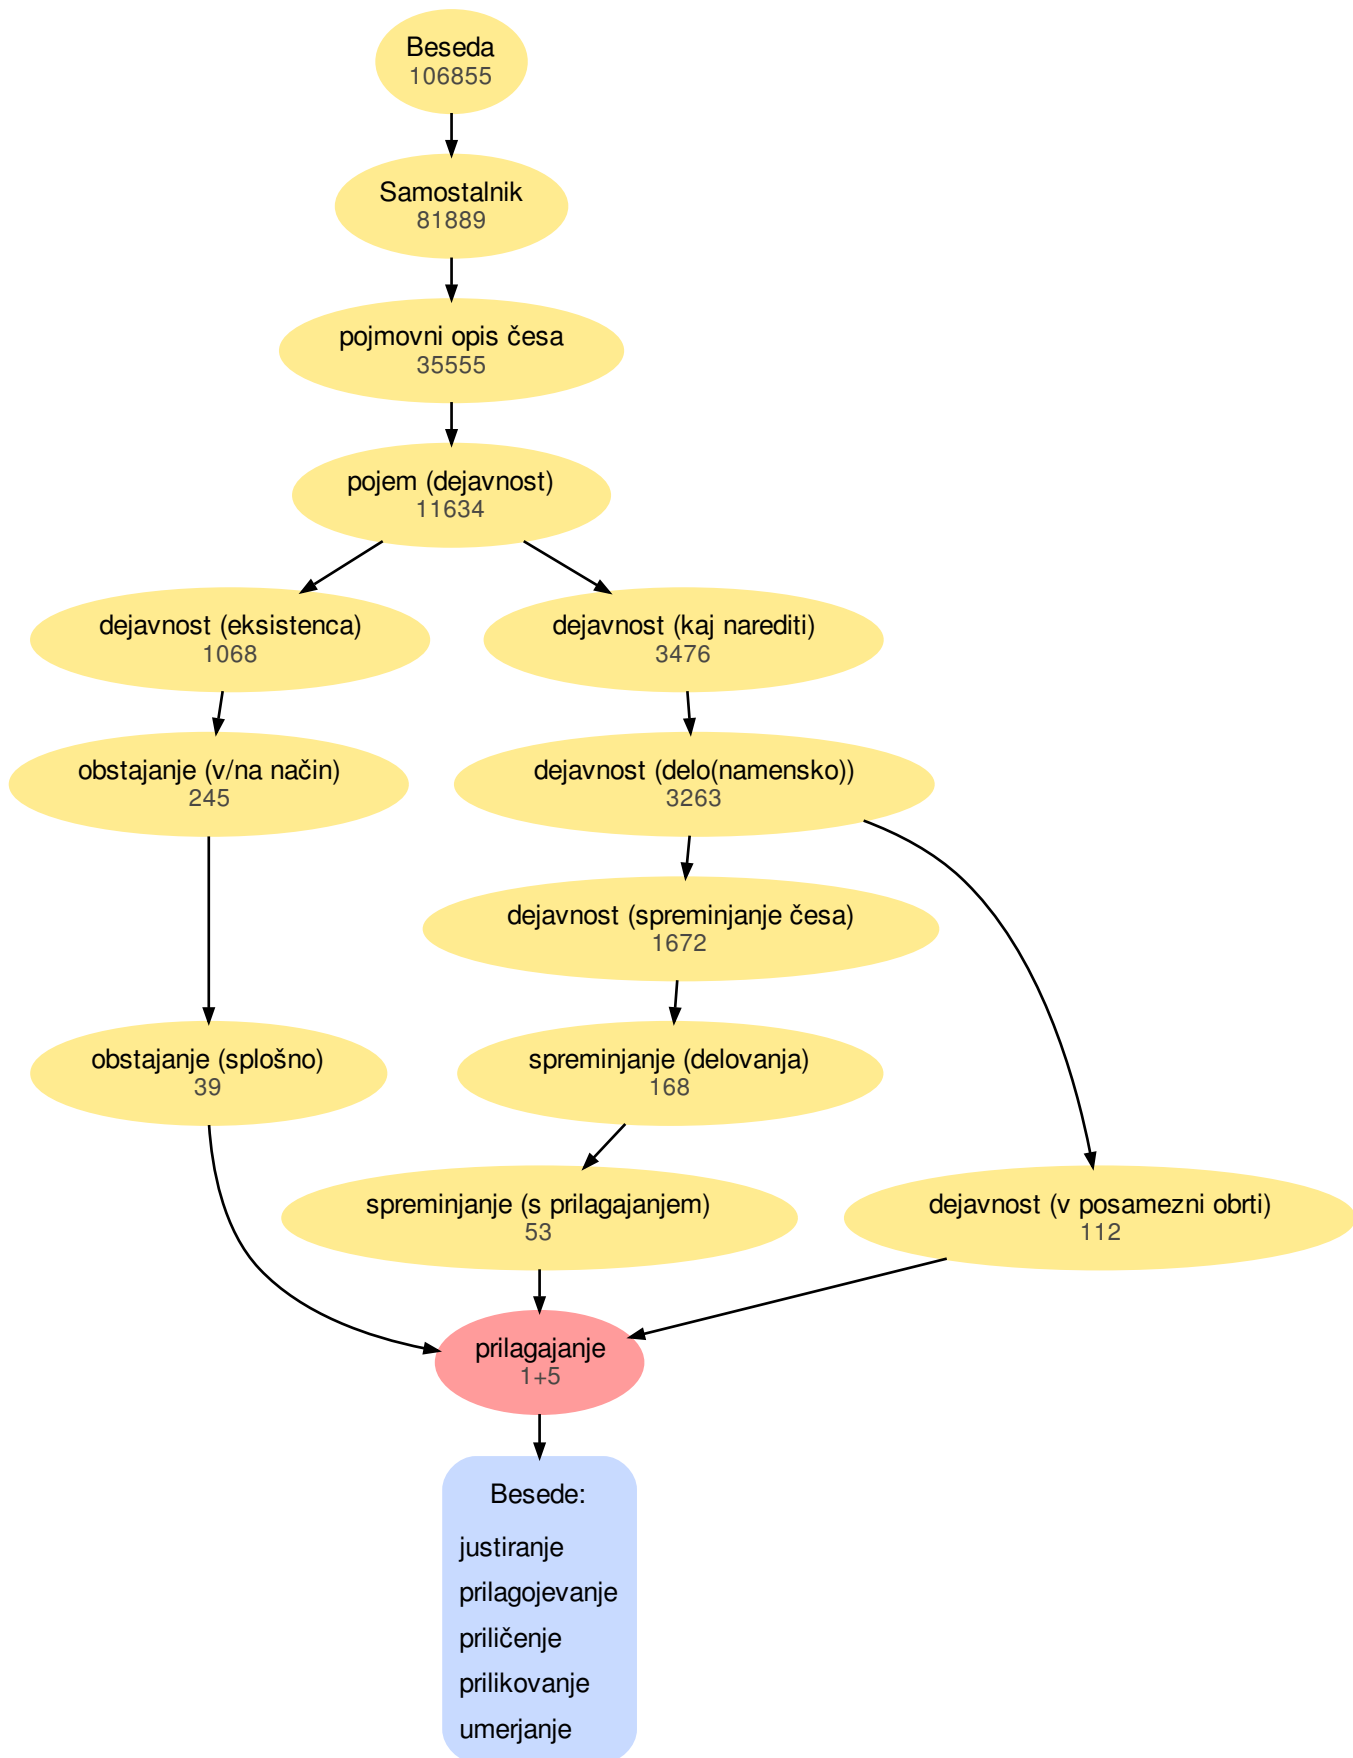 Beseda
106855
Samostalnik
81889
pojmovni opis česa
35555
pojem (dejavnost)
11634
dejavnost (eksistenca)
1068
dejavnost (kaj narediti)
3476
obstajanje (v/na način)
245
dejavnost (delo(namensko))
3263
dejavnost (spreminjanje česa)
1672
obstajanje (splošno)
39
spreminjanje (delovanja)
168
spreminjanje (s prilagajanjem)
53
dejavnost (v posamezni obrti)
112
prilagajanje
1+5
Besede:
justiranje
prilagojevanje
priličenje
prilikovanje
umerjanje